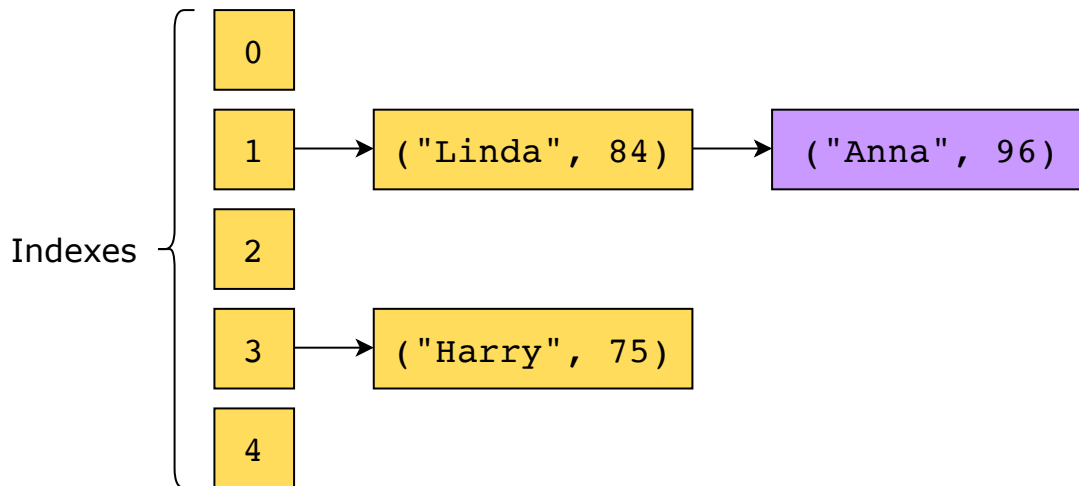 0
1 ("Linda", 84) ("Anna", 96)
Indexes 2
3 ("Harry", 75)
4